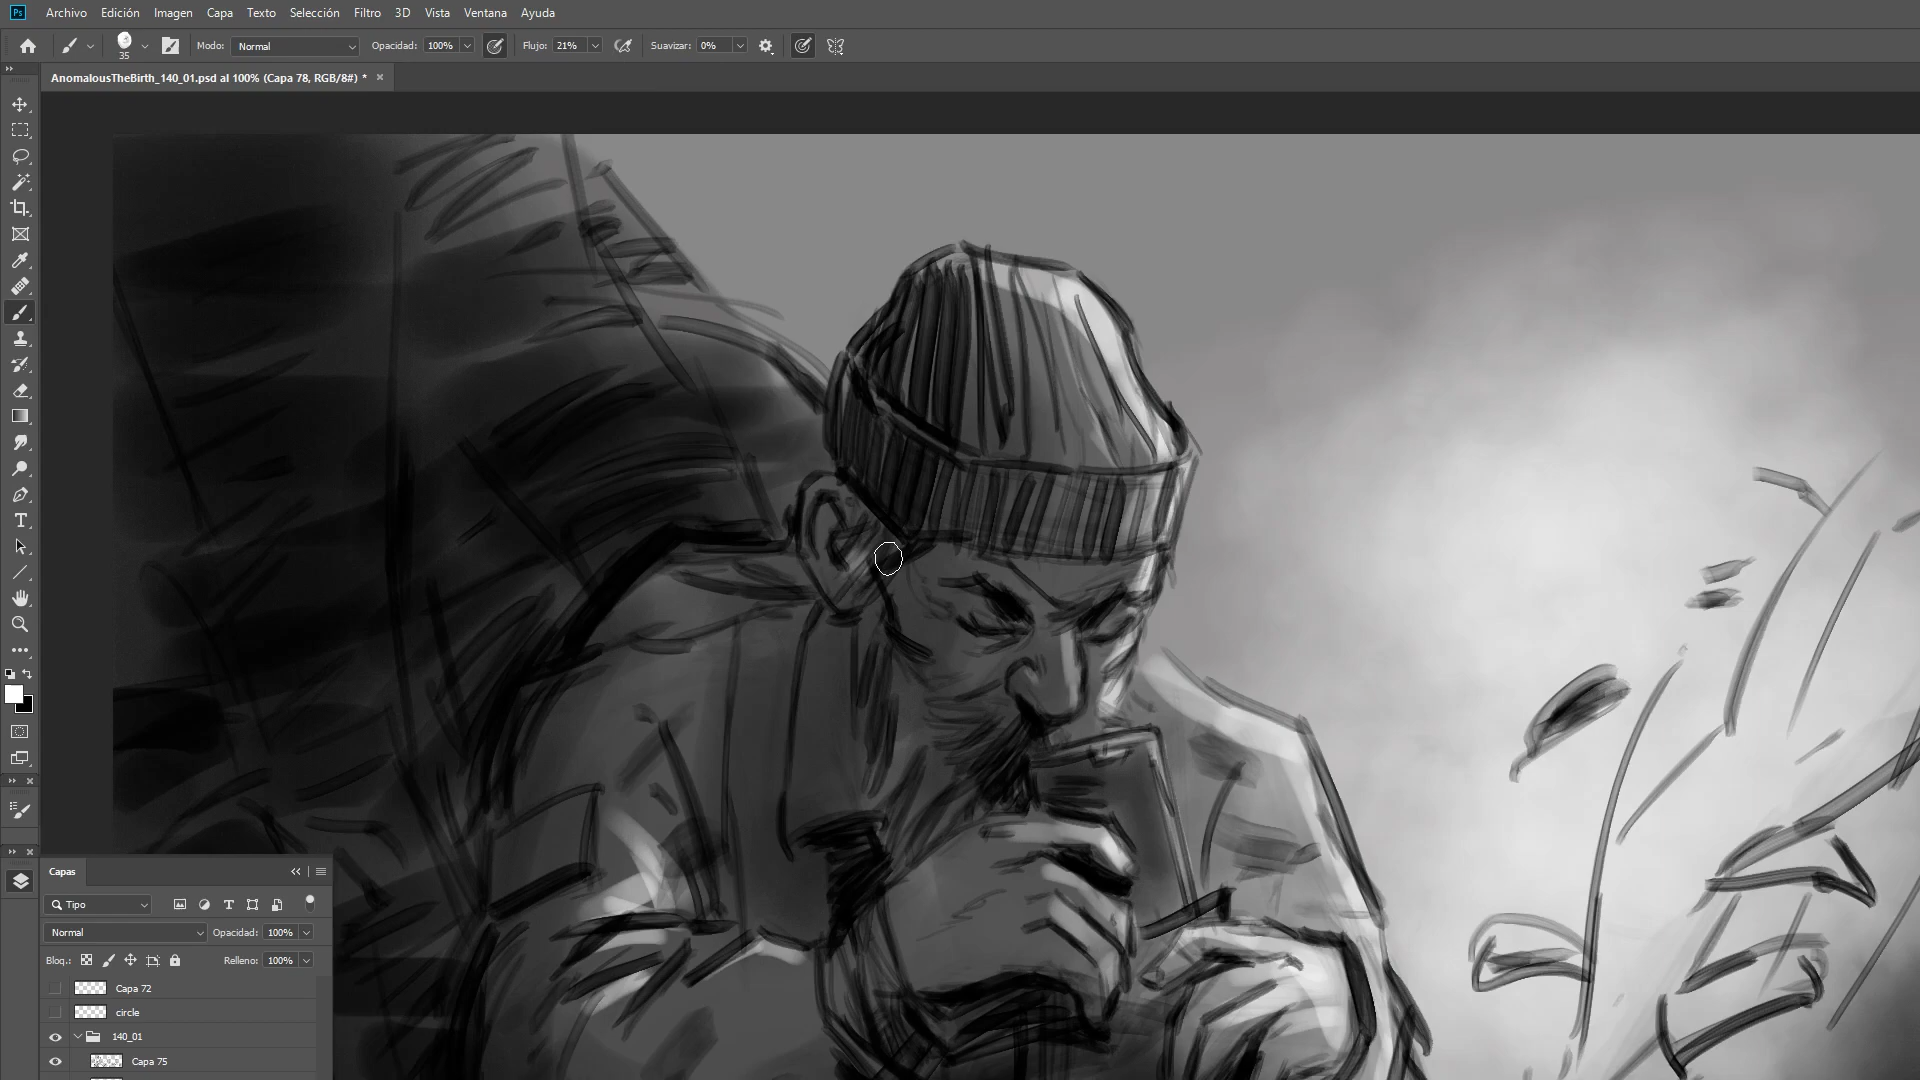 Ps Archivo Edición Imagen Capa Texto Selección Filtro 3D Vista Ventana Ayuda
35 Modo: Normal Opacidad: 100% Flujo: 21% Suavizar: 0%
AnomalousTheBirth_140_01.psd al 100% (Capa 78, RGB/8#) * ×
Capas
Tipo
Normal Opacidad: 100%
Bloq.: Relleno: 100%
Capa 72
circle
140_01
Capa 75